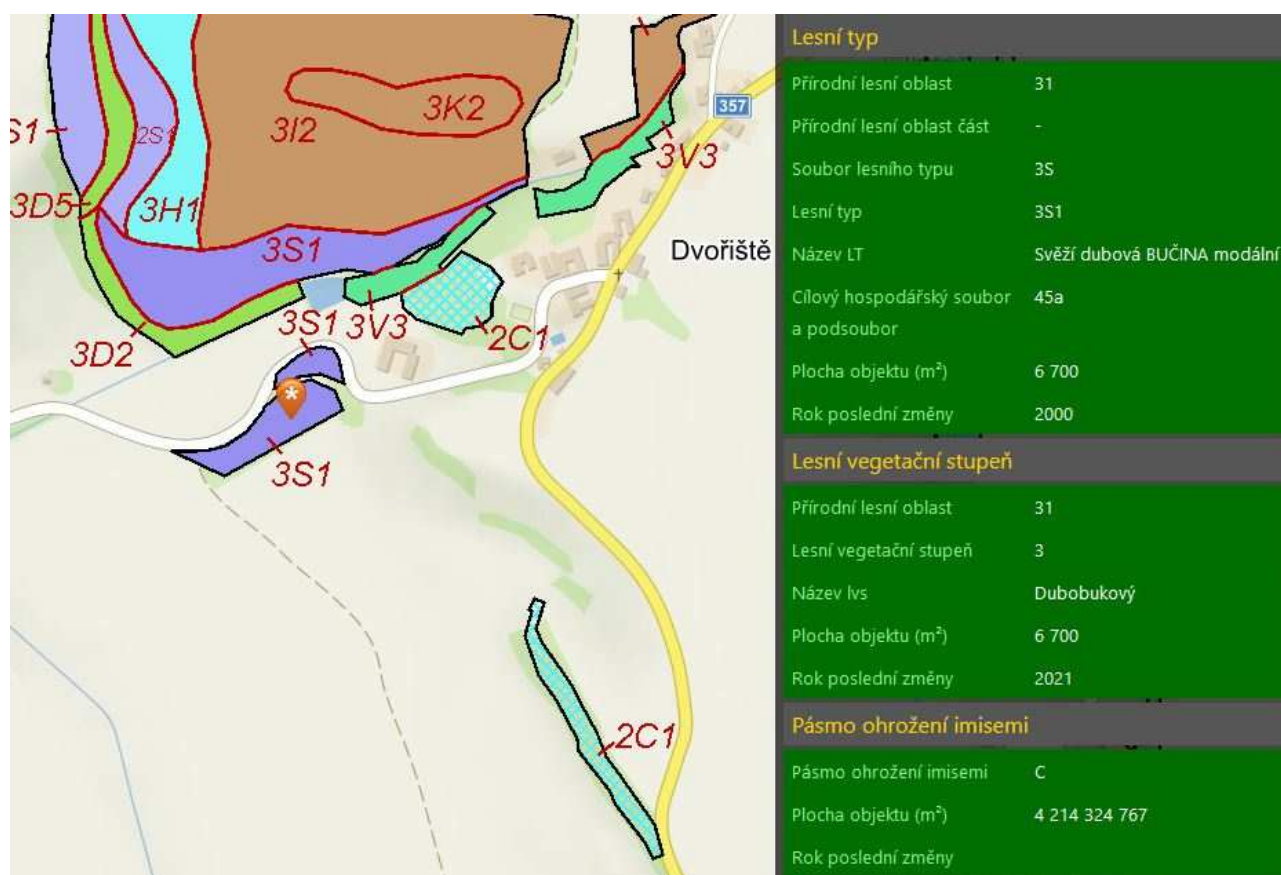 S1
2S1
3I2
3K2
357
3V3
3D5
3H1
3S1
Dvořiště
3S1
3V3
2C1
3D2
3S1
2C1
Lesní typ
Přírodní lesní oblast 31
Přírodní lesní oblast část -
Soubor lesního typu 3S
Lesní typ 3S1
Název LT Svěží dubová BUČINA modální
Cílový hospodářský soubor 45a
a podsoubor
Plocha objektu (m²) 6 700
Rok poslední změny 2000
Lesní vegetační stupeň
Přírodní lesní oblast 31
Lesní vegetační stupeň 3
Název lvs Dubobukový
Plocha objektu (m²) 6 700
Rok poslední změny 2021
Pásmo ohrožení imisemi
Pásmo ohrožení imisemi C
Plocha objektu (m²) 4 214 324 767
Rok poslední změny